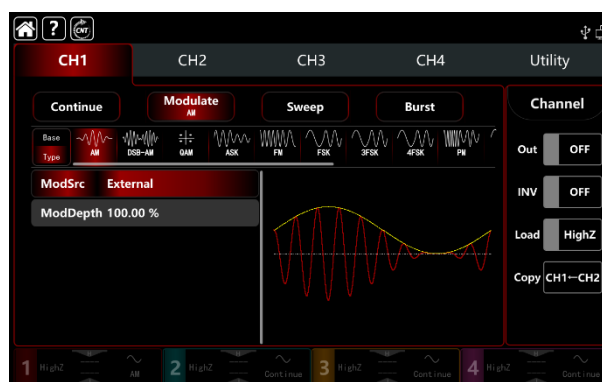 ? CNT
CH1 CH2 CH3 CH4 Utility
Continue Modulate AM Sweep Burst Channel
Base Type AM DSB-AM QAM ASK FM FSK 3FSK 4FSK PM
Out OFF
ModSrc External
INV OFF
ModDepth 100.00 %
Load HighZ
Copy CH1←CH2
1 HighZ AM 2 HighZ Continue 3 HighZ Continue 4 HighZ Continue